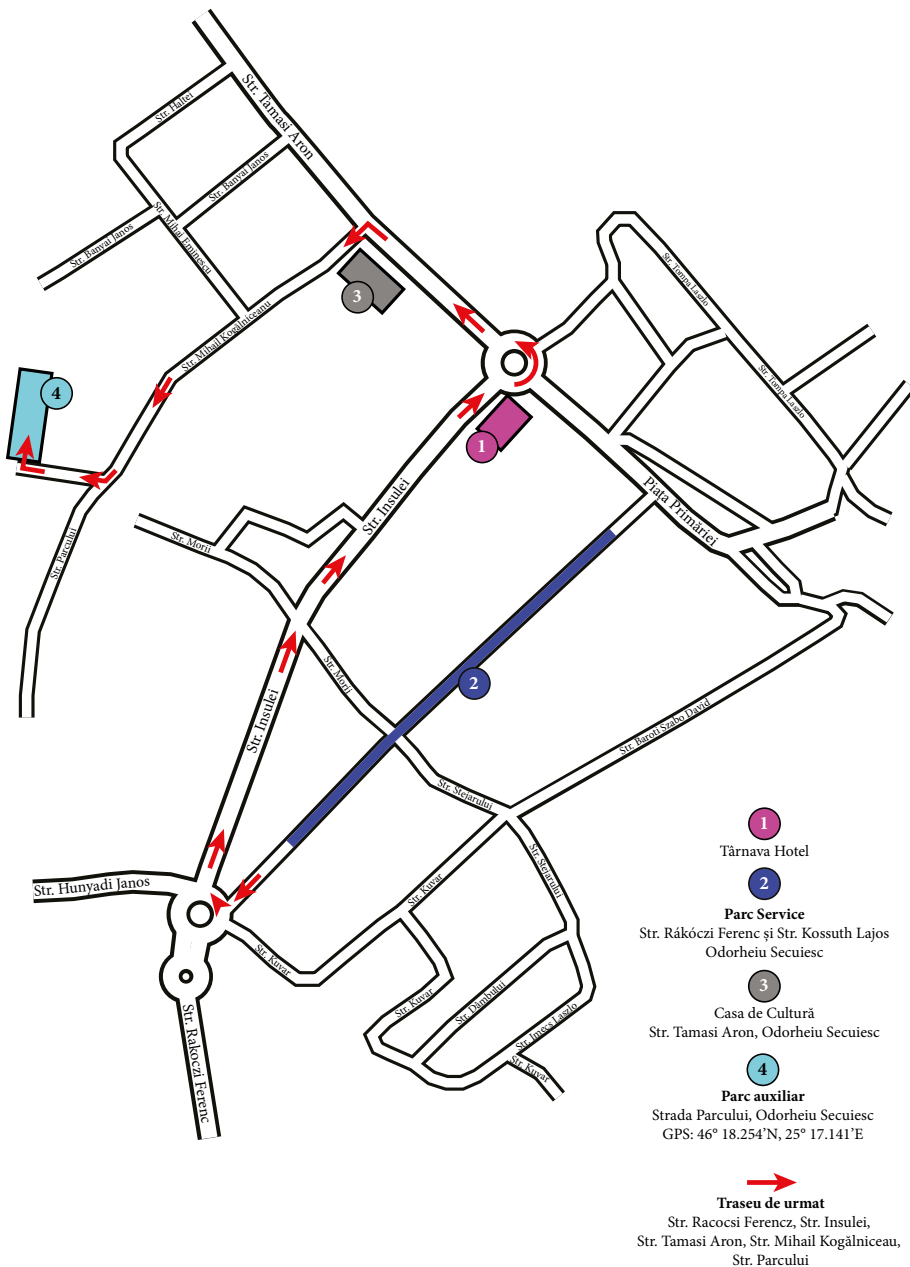 Str. Tamasi Aron
Str. Haltei
Str. Banyai Janos
Str. Banyai Janos
Str. Mihai Eminescu
Str. Mihail Kogălniceanu
3
4
1
Str. Tompa Laszlo
Str. Tompa Laszlo
Piata Primăriei
Str. Insulei
Str. Morii
Str. Parcului
Str. Morii
2
Str. Insulei
Str. Baroti Szabo David
Str. Stejarului
Str. Stejarului
Str. Hunyadi Janos
Str. Kuvar
Str. Kuvar
Str. Kuvar
Str. Dâmbului
Str. Imecs Laszlo
Str. Kuvar
Str. Rakoczi Ferenc
1
Târnava Hotel
2
Parc Service
Str. Rákóczi Ferenc și Str. Kossuth Lajos
Odorheiu Secuiesc
3
Casa de Cultură
Str. Tamasi Aron, Odorheiu Secuiesc
4
Parc auxiliar
Strada Parcului, Odorheiu Secuiesc
GPS: 46° 18.254’N, 25° 17.141’E
Traseu de urmat
Str. Racocsi Ferencz, Str. Insulei,
Str. Tamasi Aron, Str. Mihail Kogălniceau,
Str. Parcului